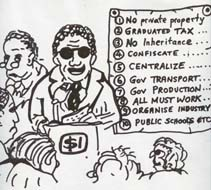 1 No private property
2 GRADUATED TAX...
3 No Inheritance...
4 CONFISCATE...
5 CENTRALIZE...
6 GOV TRANSPORT...
7 GOV PRODUCTION...
8 ALL MUST WORK...
9 ORGANISE INDUSTRY
10 PUBLIC SCHOOLS ETC
$1